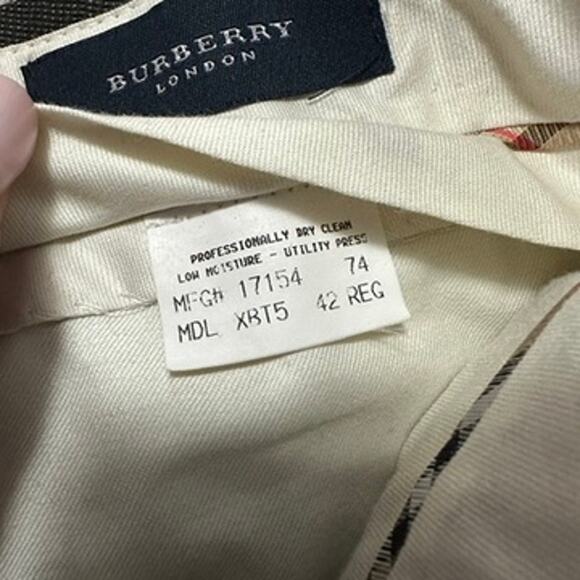 BURBERRY
LONDON
PROFESSIONALLY DRY CLEAN
LOW MOISTURE - UTILITY PRESS
MFG# 17154 74
MDL XBT5 42 REG